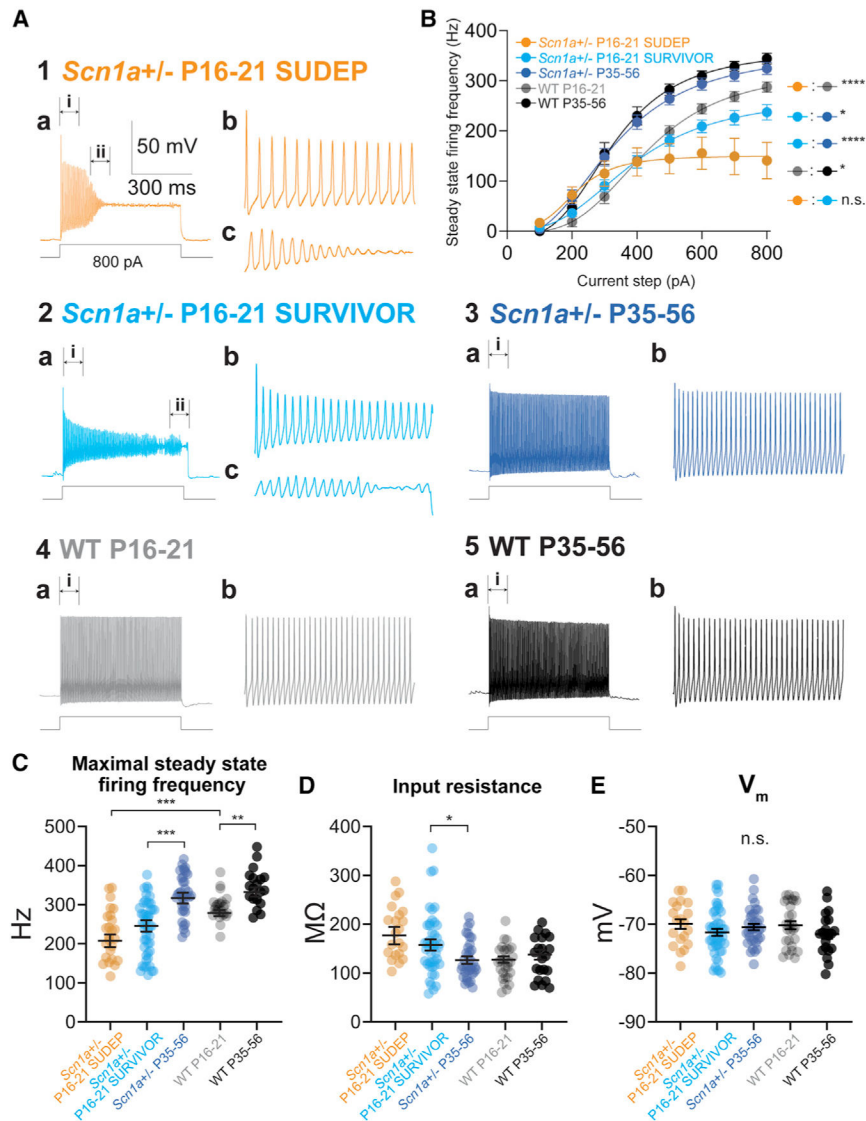 A
1 Scn1a+/- P16-21 SUDEP
a
i
ii
50 mV
300 ms
800 pA
b
c
B
Steady state firing frequency (Hz)
400
300
200
100
0
0 200 400 600 800
Current step (pA)
Scn1a+/- P16-21 SUDEP
Scn1a+/- P16-21 SURVIVOR
Scn1a+/- P35-56
WT P16-21
WT P35-56
: ****
: *
: ****
: *
: n.s.
2 Scn1a+/- P16-21 SURVIVOR
a
i
ii
b
c
3 Scn1a+/- P35-56
a
i
b
4 WT P16-21
a
i
b
5 WT P35-56
a
i
b
C
Maximal steady state
firing frequency
***
***
**
Hz
500
400
300
200
100
0
Scn1a+/-
P16-21 SUDEP
Scn1a+/-
P16-21 SURVIVOR
Scn1a+/- P35-56
WT P16-21
WT P35-56
D
Input resistance
*
MΩ
400
300
200
100
0
Scn1a+/-
P16-21 SUDEP
Scn1a+/-
P16-21 SURVIVOR
Scn1a+/- P35-56
WT P16-21
WT P35-56
E
Vm
n.s.
mV
-50
-60
-70
-80
-90
Scn1a+/-
P16-21 SUDEP
Scn1a+/-
P16-21 SURVIVOR
Scn1a+/- P35-56
WT P16-21
WT P35-56